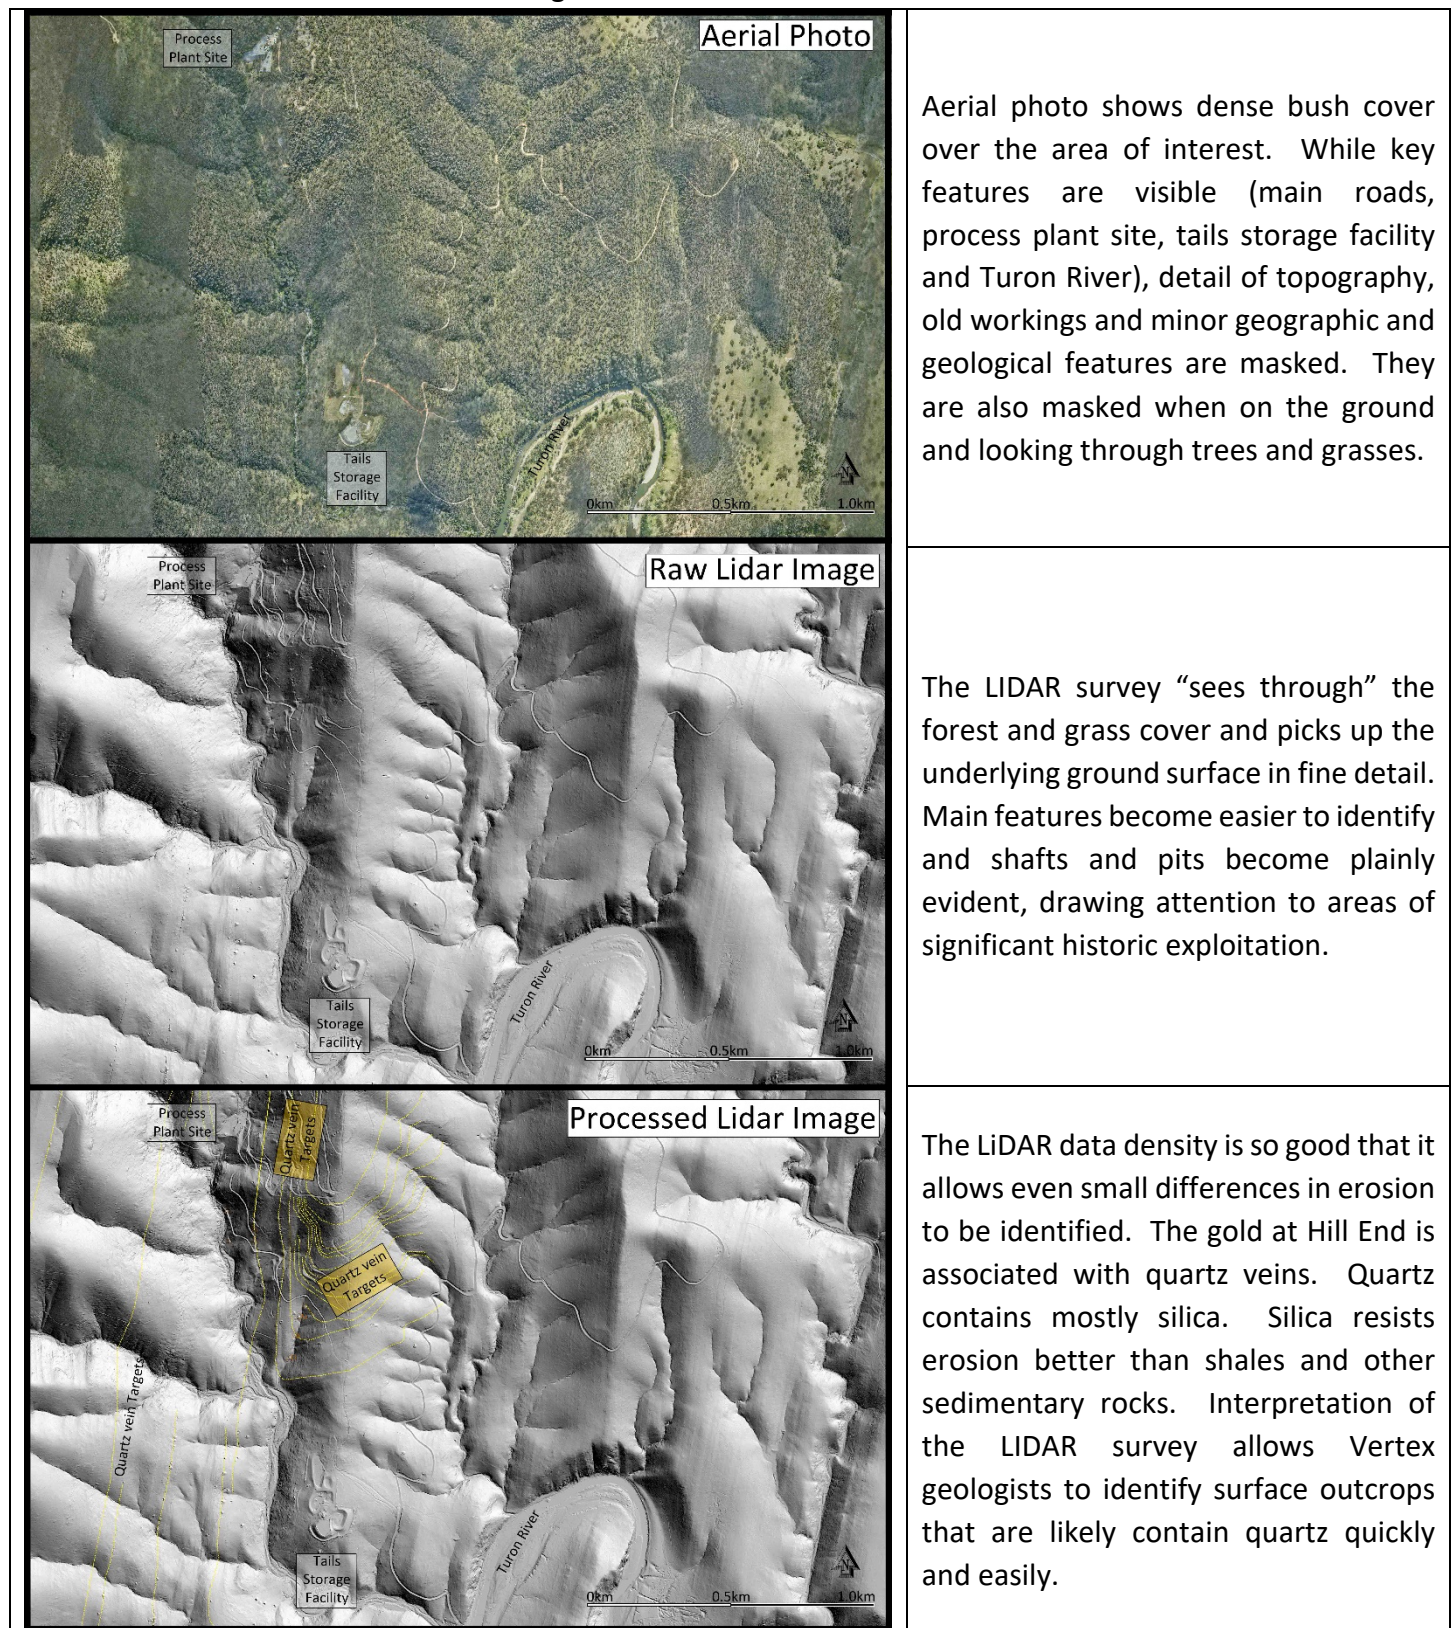 Process
Plant Site
Aerial Photo
Tails
Storage
Facility
Turon River
N
0km 0.5km 1.0km
Aerial photo shows dense bush cover
over the area of interest. While key
features are visible (main roads,
process plant site, tails storage facility
and Turon River), detail of topography,
old workings and minor geographic and
geological features are masked. They
are also masked when on the ground
and looking through trees and grasses.
Process
Plant Site
Raw Lidar Image
Tails
Storage
Facility
Turon River
N
0km 0.5km 1.0km
The LIDAR survey “sees through” the
forest and grass cover and picks up the
underlying ground surface in fine detail.
Main features become easier to identify
and shafts and pits become plainly
evident, drawing attention to areas of
significant historic exploitation.
Process
Plant Site
Quartz vein
Targets
Processed Lidar Image
Quartz vein
Targets
Quartz vein Targets
Tails
Storage
Facility
Turon River
N
0km 0.5km 1.0km
The LiDAR data density is so good that it
allows even small differences in erosion
to be identified. The gold at Hill End is
associated with quartz veins. Quartz
contains mostly silica. Silica resists
erosion better than shales and other
sedimentary rocks. Interpretation of
the LIDAR survey allows Vertex
geologists to identify surface outcrops
that are likely contain quartz quickly
and easily.